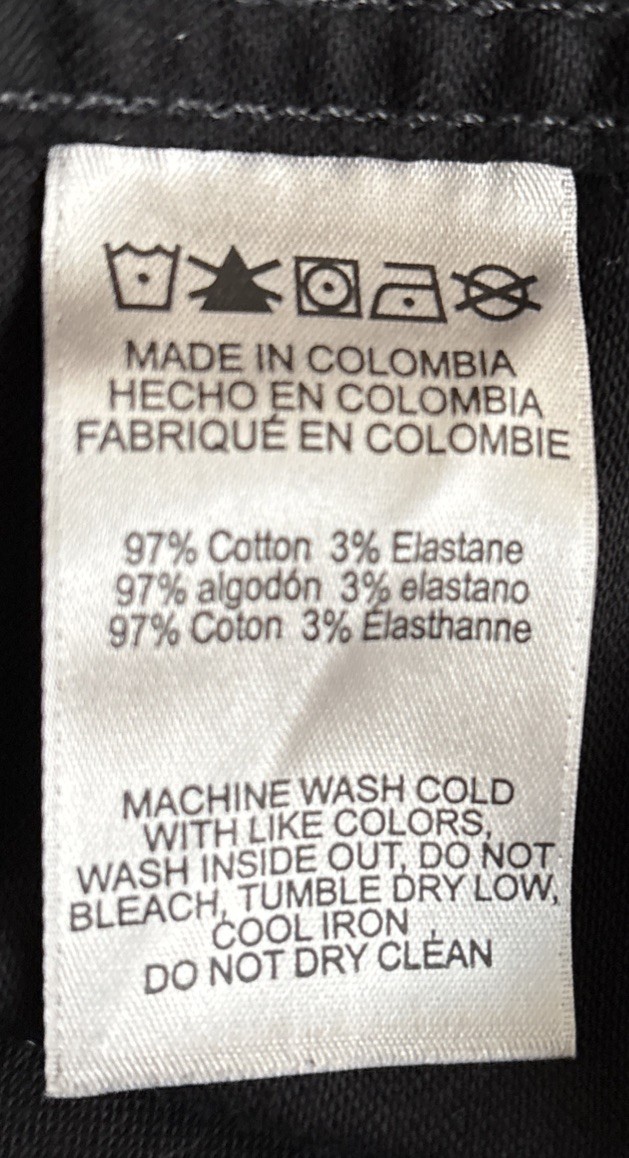 MADE IN COLOMBIA
HECHO EN COLOMBIA
FABRIQUÉ EN COLOMBIE
97% Cotton 3% Elastane
97% algodón 3% elastano
97% Coton 3% Élasthanne
MACHINE WASH COLD
WITH LIKE COLORS,
WASH INSIDE OUT, DO NOT
BLEACH, TUMBLE DRY LOW,
COOL IRON ,
DO NOT DRY CLEAN